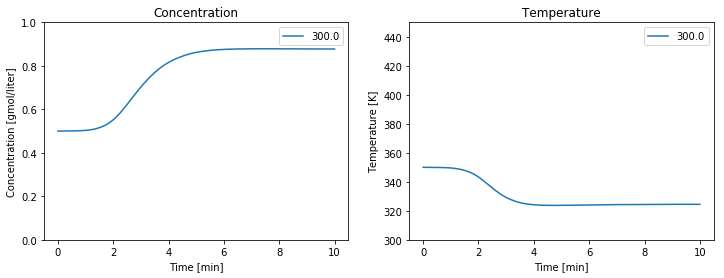 Concentration
300.0
1.0
0.8
0.6
0.4
0.2
0.0
Concentration [gmol/liter]
0 2 4 6 8 10
Time [min]
Temperature
300.0
440
420
400
380
360
340
320
300
Temperature [K]
0 2 4 6 8 10
Time [min]